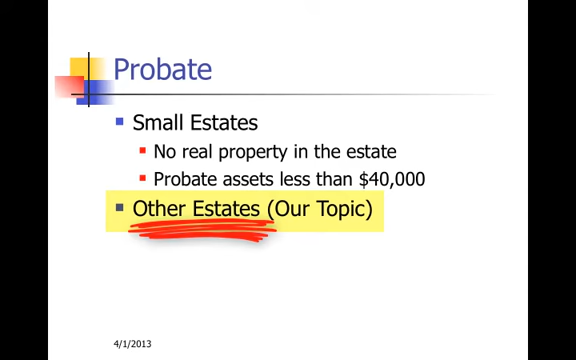 Probate
Small Estates
No real property in the estate
Probate assets less than $40,000
Other Estates (Our Topic)
4/1/2013